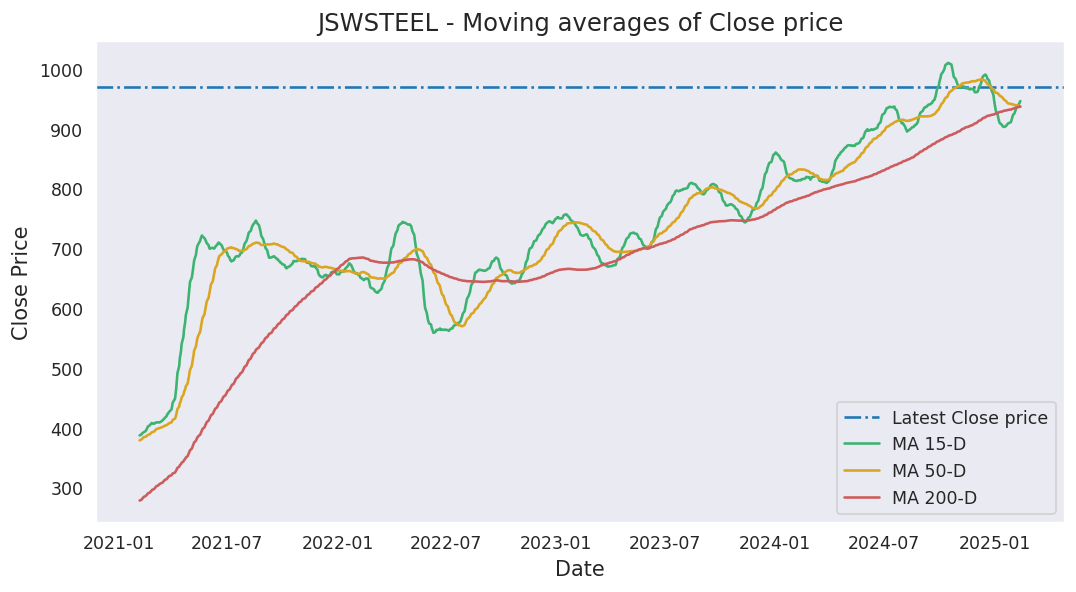 JSWSTEEL - Moving averages of Close price
Close Price
1000
900
800
700
600
500
400
300
Latest Close price
MA 15-D
MA 50-D
MA 200-D
2021-01 2021-07 2022-01 2022-07 2023-01 2023-07 2024-01 2024-07 2025-01
Date